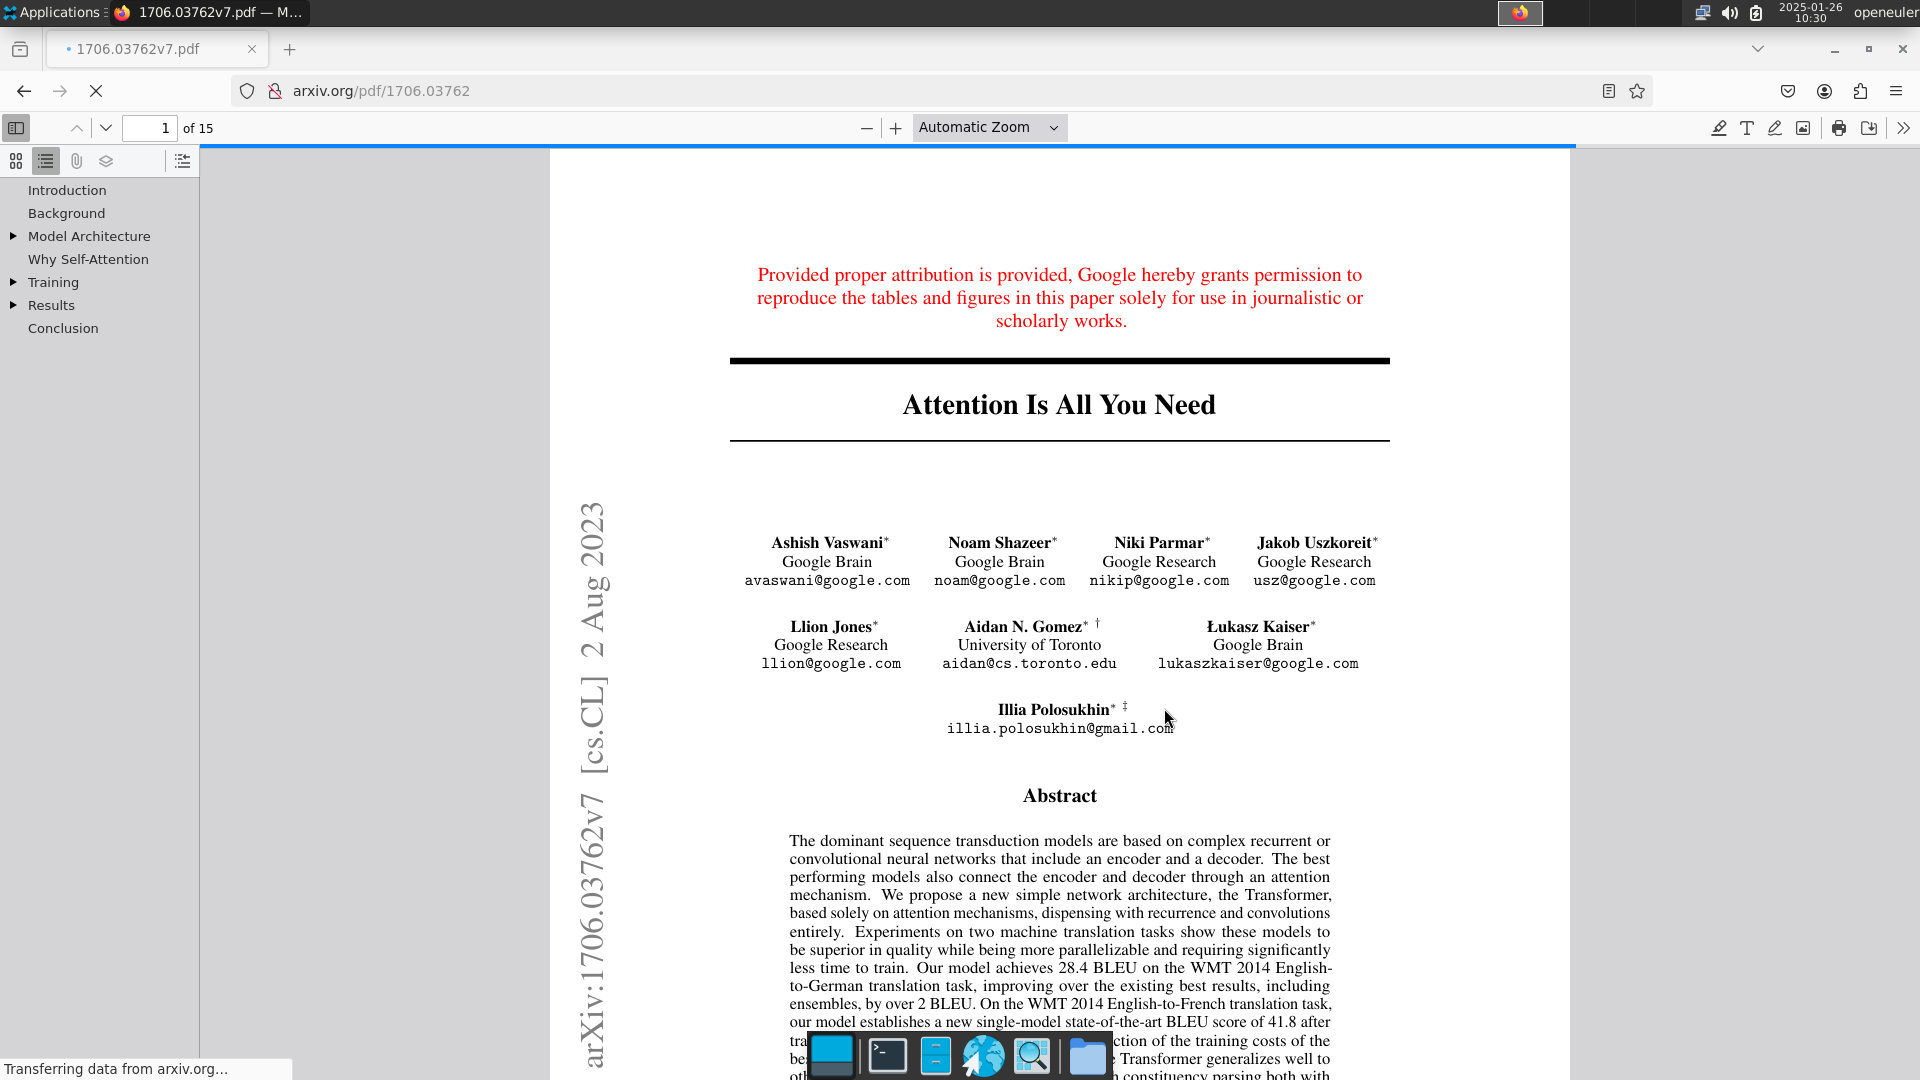 Applications
1706.03762v7.pdf — M...
2025-01-26
10:30
openeuler
1706.03762v7.pdf
arxiv.org/pdf/1706.03762
1
of 15
Automatic Zoom
Introduction
Background
Model Architecture
Why Self-Attention
Training
Results
Conclusion
Provided proper attribution is provided, Google hereby grants permission to
reproduce the tables and figures in this paper solely for use in journalistic or
scholarly works.
Attention Is All You Need
Ashish Vaswani* Noam Shazeer* Niki Parmar* Jakob Uszkoreit*
Google Brain Google Brain Google Research Google Research
avaswani@google.com noam@google.com nikip@google.com usz@google.com
Llion Jones* Aidan N. Gomez* † Łukasz Kaiser*
Google Research University of Toronto Google Brain
llion@google.com aidan@cs.toronto.edu lukaszkaiser@google.com
Illia Polosukhin* ‡
illia.polosukhin@gmail.com
arXiv:1706.03762v7 [cs.CL] 2 Aug 2023
Abstract
The dominant sequence transduction models are based on complex recurrent or
convolutional neural networks that include an encoder and a decoder. The best
performing models also connect the encoder and decoder through an attention
mechanism. We propose a new simple network architecture, the Transformer,
based solely on attention mechanisms, dispensing with recurrence and convolutions
entirely. Experiments on two machine translation tasks show these models to
be superior in quality while being more parallelizable and requiring significantly
less time to train. Our model achieves 28.4 BLEU on the WMT 2014 English-
to-German translation task, improving over the existing best results, including
ensembles, by over 2 BLEU. On the WMT 2014 English-to-French translation task,
our model establishes a new single-model state-of-the-art BLEU score of 41.8 after
tra ction of the training costs of the
be Transformer generalizes well to
constituency parsing both with
Transferring data from arxiv.org...